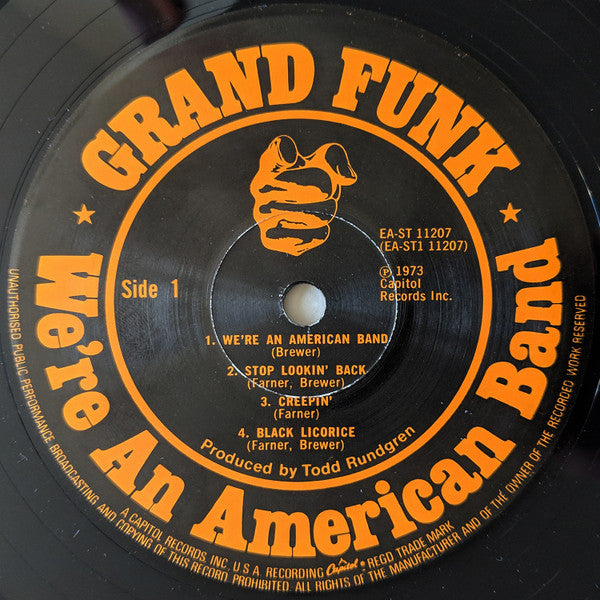 GRAND FUNK
We're An American Band
EA-ST 11207
(EA-ST1 11207)
Side 1
℗ 1973
Capitol
Records Inc.
1. WE'RE AN AMERICAN BAND
(Brewer)
2. STOP LOOKIN' BACK
(Farner, Brewer)
3. CREEPIN'
(Farner)
4. BLACK LICORICE
(Farner, Brewer)
Produced by Todd Rundgren
UNAUTHORISED PUBLIC PERFORMANCE BROADCASTING AND COPYING OF THIS RECORD PROHIBITED. ALL RIGHTS OF THE MANUFACTURER AND OF THE OWNER OF THE RECORDED WORK RESERVED
A CAPITOL RECORDS INC. U S A. RECORDING Capitol. REGD TRADE MARK